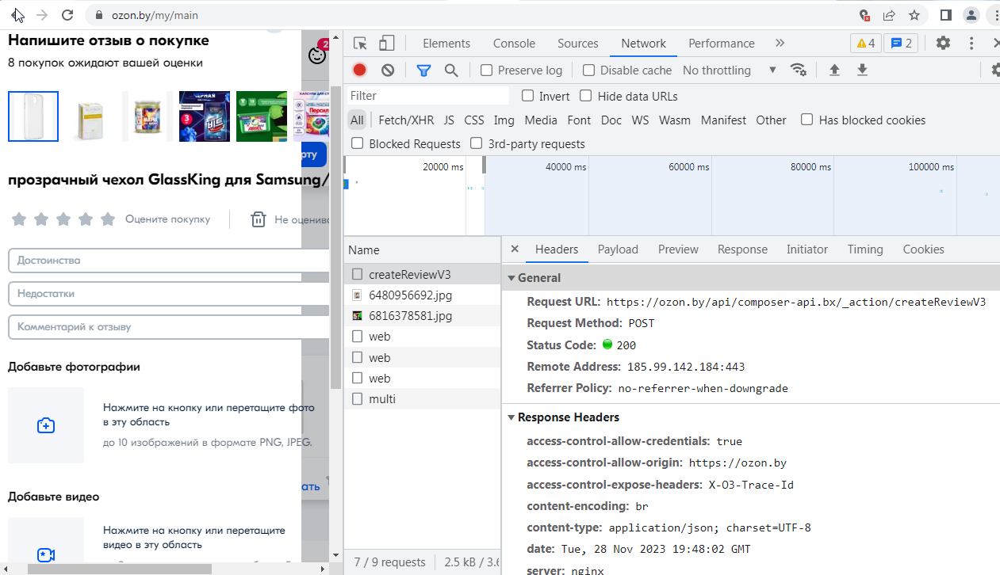 ozon.by/my/main
Напишите отзыв о покупке
8 покупок ожидают вашей оценки
2
рту
прозрачный чехол GlassKing для Samsung/
Оцените покупку
Не оценива
Достоинства
Недостатки
Комментарий к отзыву
Добавьте фотографии
Нажмите на кнопку или перетащите фото
в эту область
до 10 изображений в формате PNG, JPEG.
ать
Добавьте видео
Нажмите на кнопку или перетащите
видео в эту область
Elements Console Sources Network Performance » 4 2
Preserve log Disable cache No throttling
Filter Invert Hide data URLs
All Fetch/XHR JS CSS Img Media Font Doc WS Wasm Manifest Other Has blocked cookies
Blocked Requests 3rd-party requests
20000 ms 40000 ms 60000 ms 80000 ms 100000 ms
Name
createReviewV3
6480956692.jpg
6816378581.jpg
web
web
web
multi
7 / 9 requests 2.5 kB / 3.6
Headers Payload Preview Response Initiator Timing Cookies
General
Request URL: https://ozon.by/api/composer-api.bx/_action/createReviewV3
Request Method: POST
Status Code: 200
Remote Address: 185.99.142.184:443
Referrer Policy: no-referrer-when-downgrade
Response Headers
access-control-allow-credentials: true
access-control-allow-origin: https://ozon.by
access-control-expose-headers: X-O3-Trace-Id
content-encoding: br
content-type: application/json; charset=UTF-8
date: Tue, 28 Nov 2023 19:48:02 GMT
server: nginx